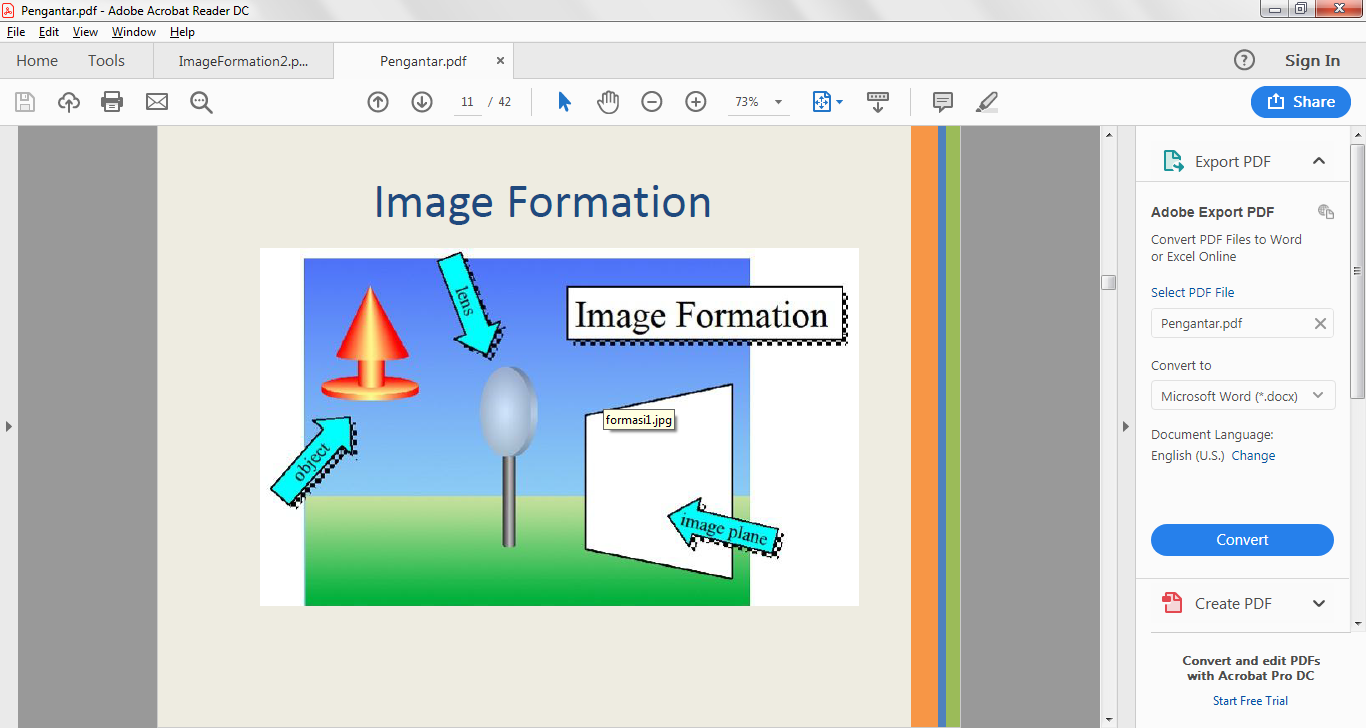 Pengantar.pdf - Adobe Acrobat Reader DC
File Edit View Window Help
Home Tools ImageFormation2.p... Pengantar.pdf × ? Sign In
11 / 42 73% Share
Image Formation
lens
Image Formation
object
formasi1.jpg
image plane
Export PDF
Adobe Export PDF
Convert PDF Files to Word
or Excel Online
Select PDF File
Pengantar.pdf
Convert to
Microsoft Word (*.docx)
Document Language:
English (U.S.) Change
Convert
Create PDF
Convert and edit PDFs
with Acrobat Pro DC
Start Free Trial